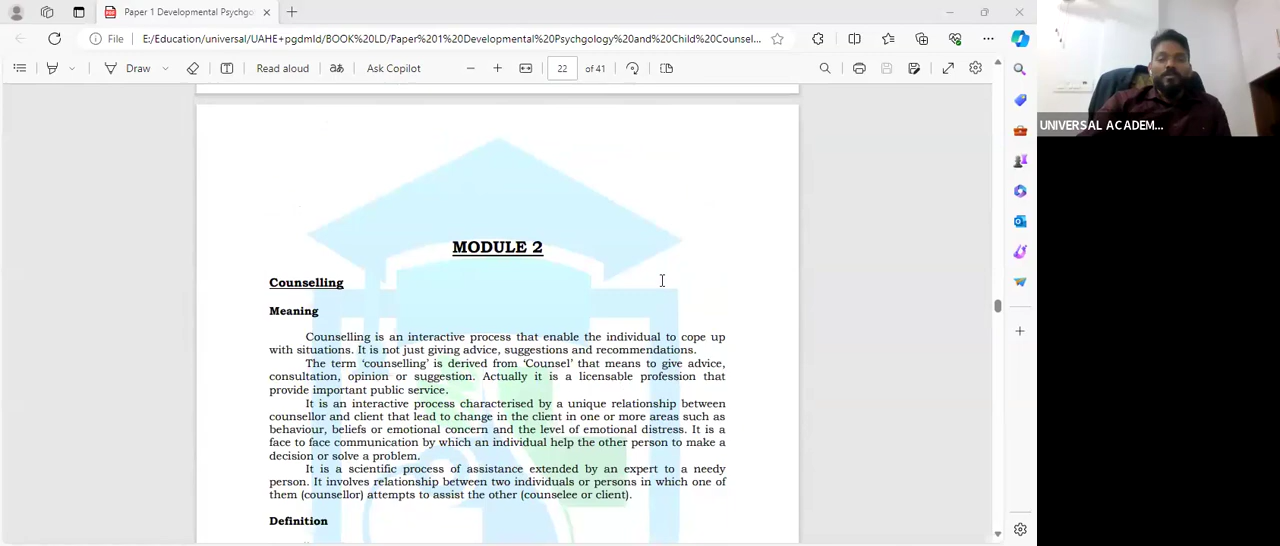 Paper 1 Developmental Psychgo
File
E:/Education/universal/UAHE+pgdmld/BOOK%20LD/Paper%201%20Developmental%20Psychgology%20and%20Child%20Counsel...
Draw
Read aloud
Ask Copilot
22
of 41
UNIVERSAL ACADEM...
MODULE 2
Counselling
Meaning
Counselling is an interactive process that enable the individual to cope up
with situations. It is not just giving advice, suggestions and recommendations.
The term ‘counselling’ is derived from ‘Counsel’ that means to give advice,
consultation, opinion or suggestion. Actually it is a licensable profession that
provide important public service.
It is an interactive process characterised by a unique relationship between
counsellor and client that lead to change in the client in one or more areas such as
behaviour, beliefs or emotional concern and the level of emotional distress. It is a
face to face communication by which an individual help the other person to make a
decision or solve a problem.
It is a scientific process of assistance extended by an expert to a needy
person. It involves relationship between two individuals or persons in which one of
them (counsellor) attempts to assist the other (counselee or client).
Definition